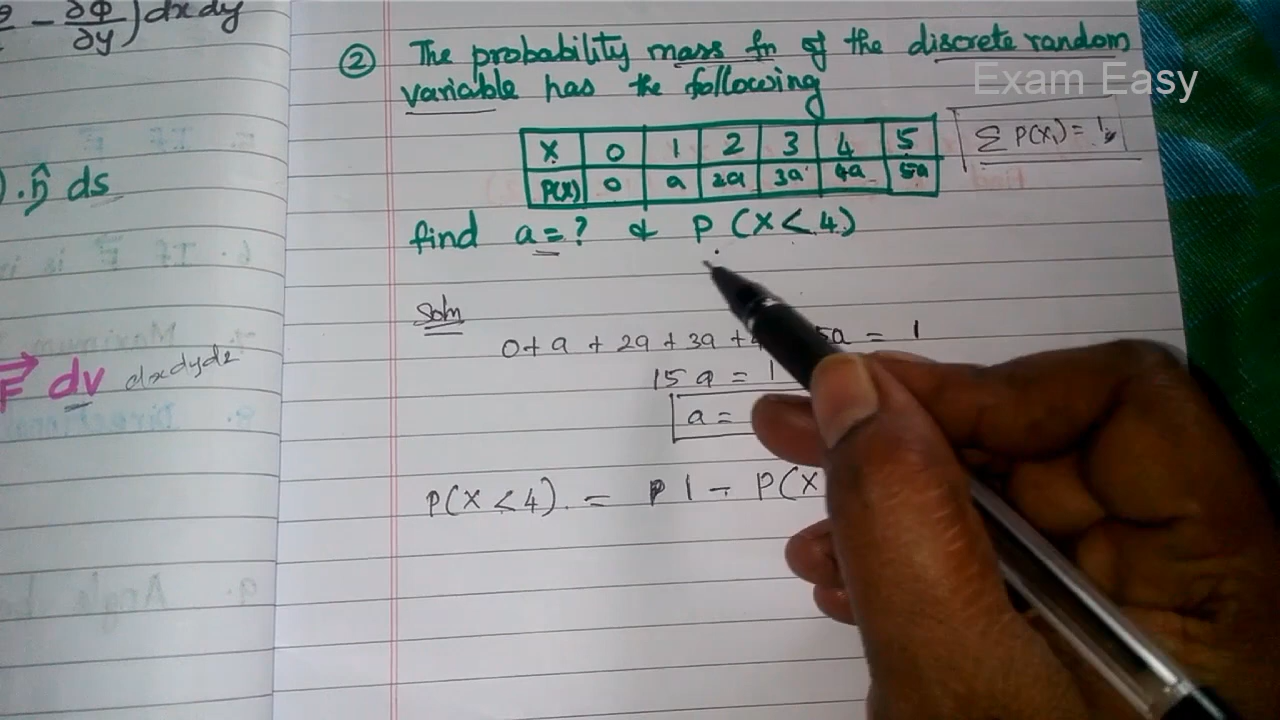 - ∂Φ/∂y ) dx dy
). n̂ ds
F dv dxdydz
② The probability mass fn of the discrete random
Exam Easy
variable has the following
X 0 1 2 3 4 5
Σ P(Xi) = 1
P(X) 0 a 2a 3a 4a 5a
find a = ? & P (X < 4)
Soln
0 + a + 2a + 3a + 5a = 1
15 a = 1
a =
P(X < 4) = 1 - P(X